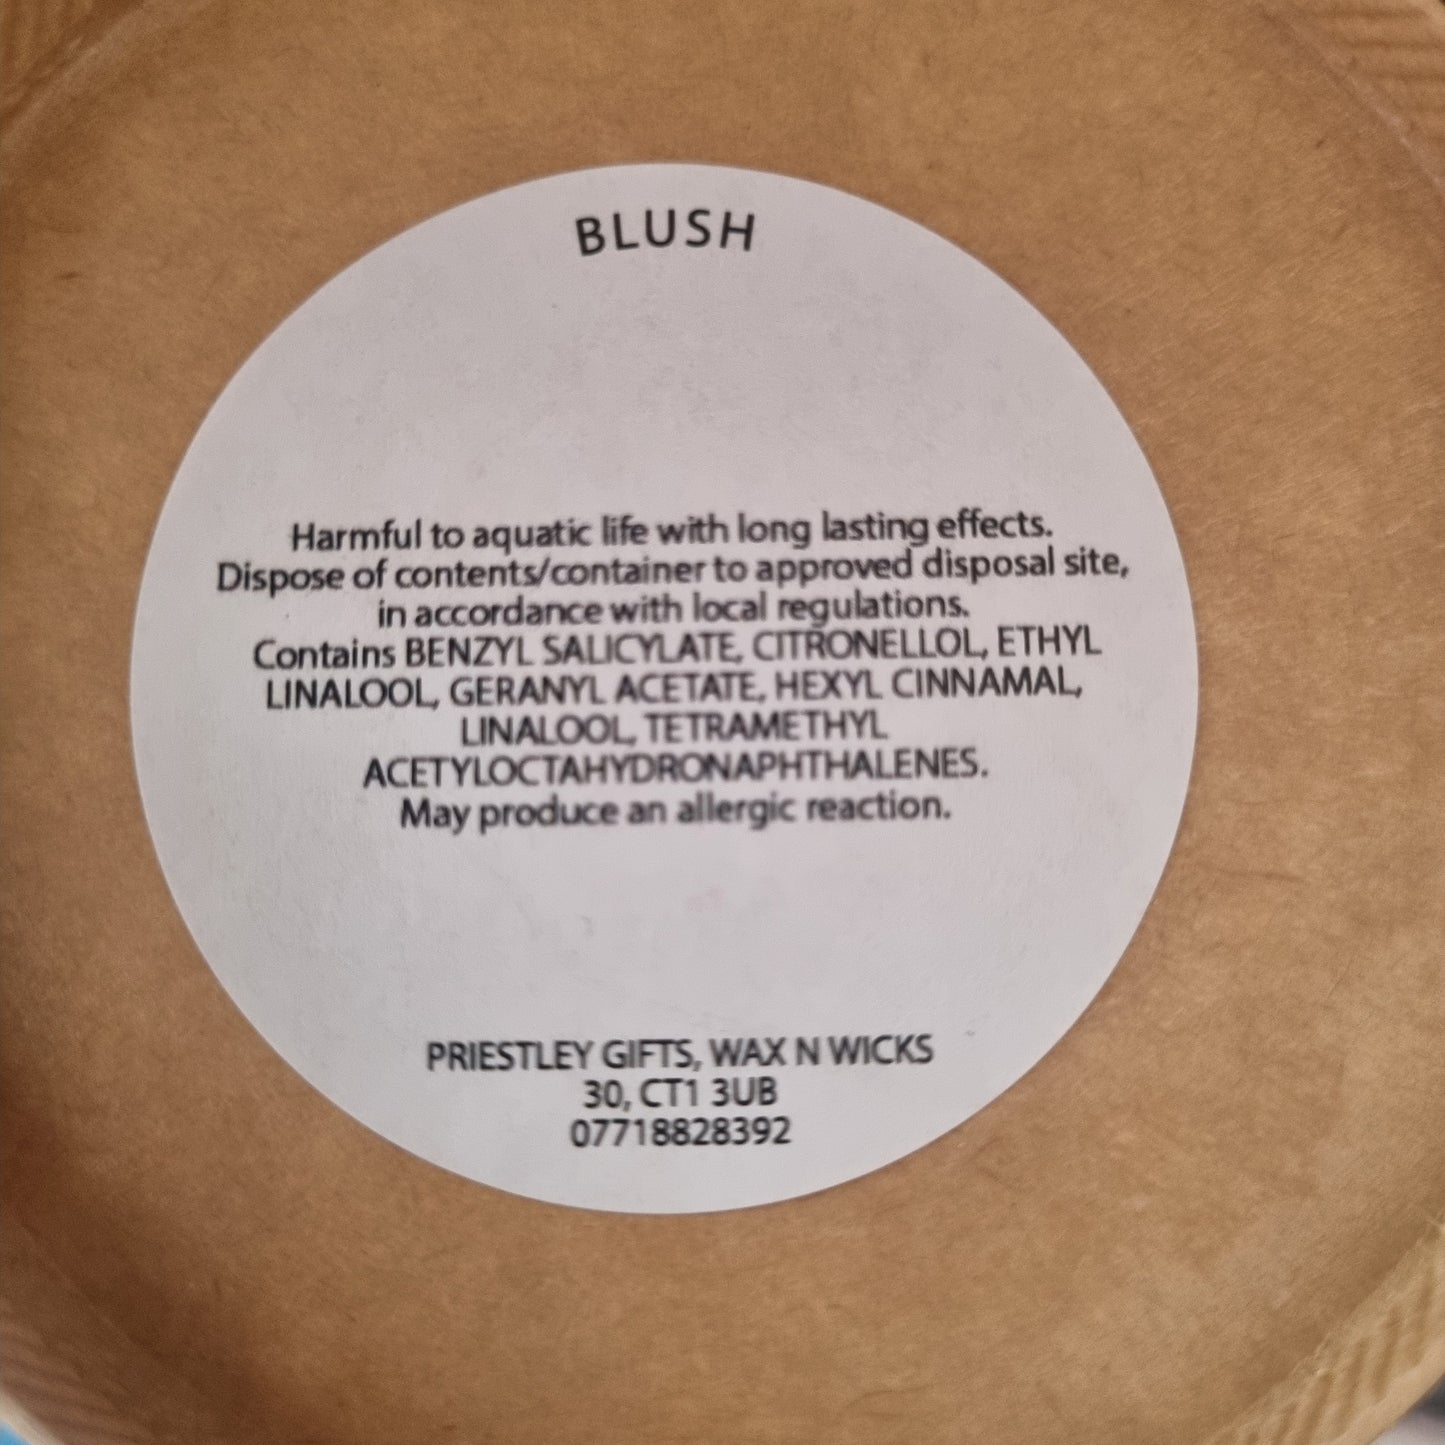 BLUSH
Harmful to aquatic life with long lasting effects.
Dispose of contents/container to approved disposal site,
in accordance with local regulations.
Contains BENZYL SALICYLATE, CITRONELLOL, ETHYL
LINALOOL, GERANYL ACETATE, HEXYL CINNAMAL,
LINALOOL, TETRAMETHYL
ACETYLOCTAHYDRONAPHTHALENES.
May produce an allergic reaction.
PRIESTLEY GIFTS, WAX N WICKS
30, CT1 3UB
07718828392